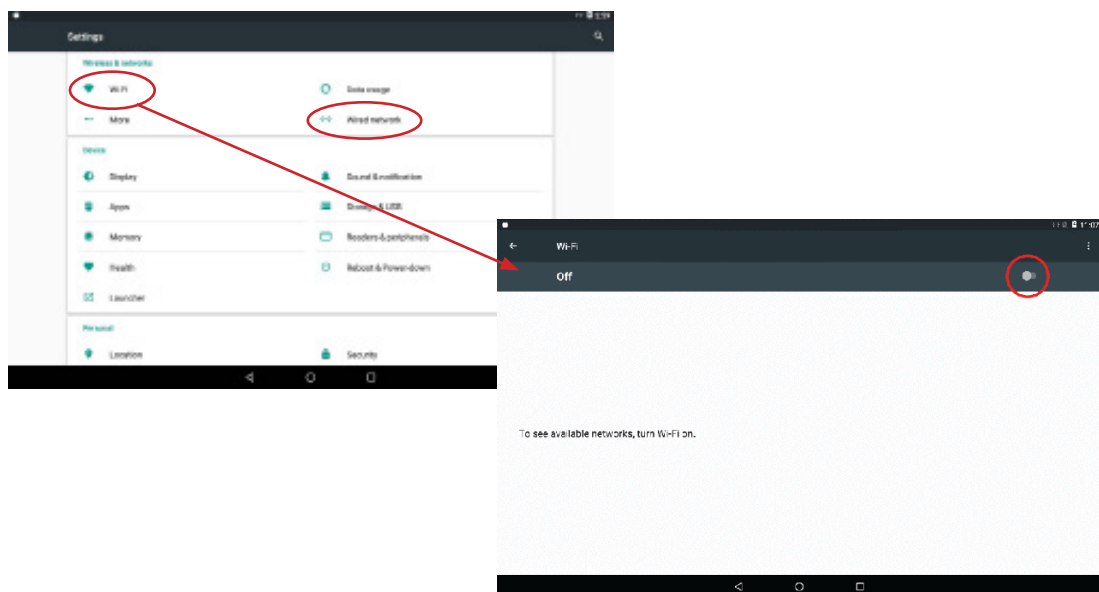 Settings
Wireless & networks
Wi-Fi
Data usage
More
Wired network
Device
Display
Sound & notification
Apps
Storage & USB
Memory
Readers & peripherals
Health
Reboot & Power-down
Launcher
Personal
Location
Security
11:07
Wi-Fi
Off
To see available networks, turn Wi-Fi on.